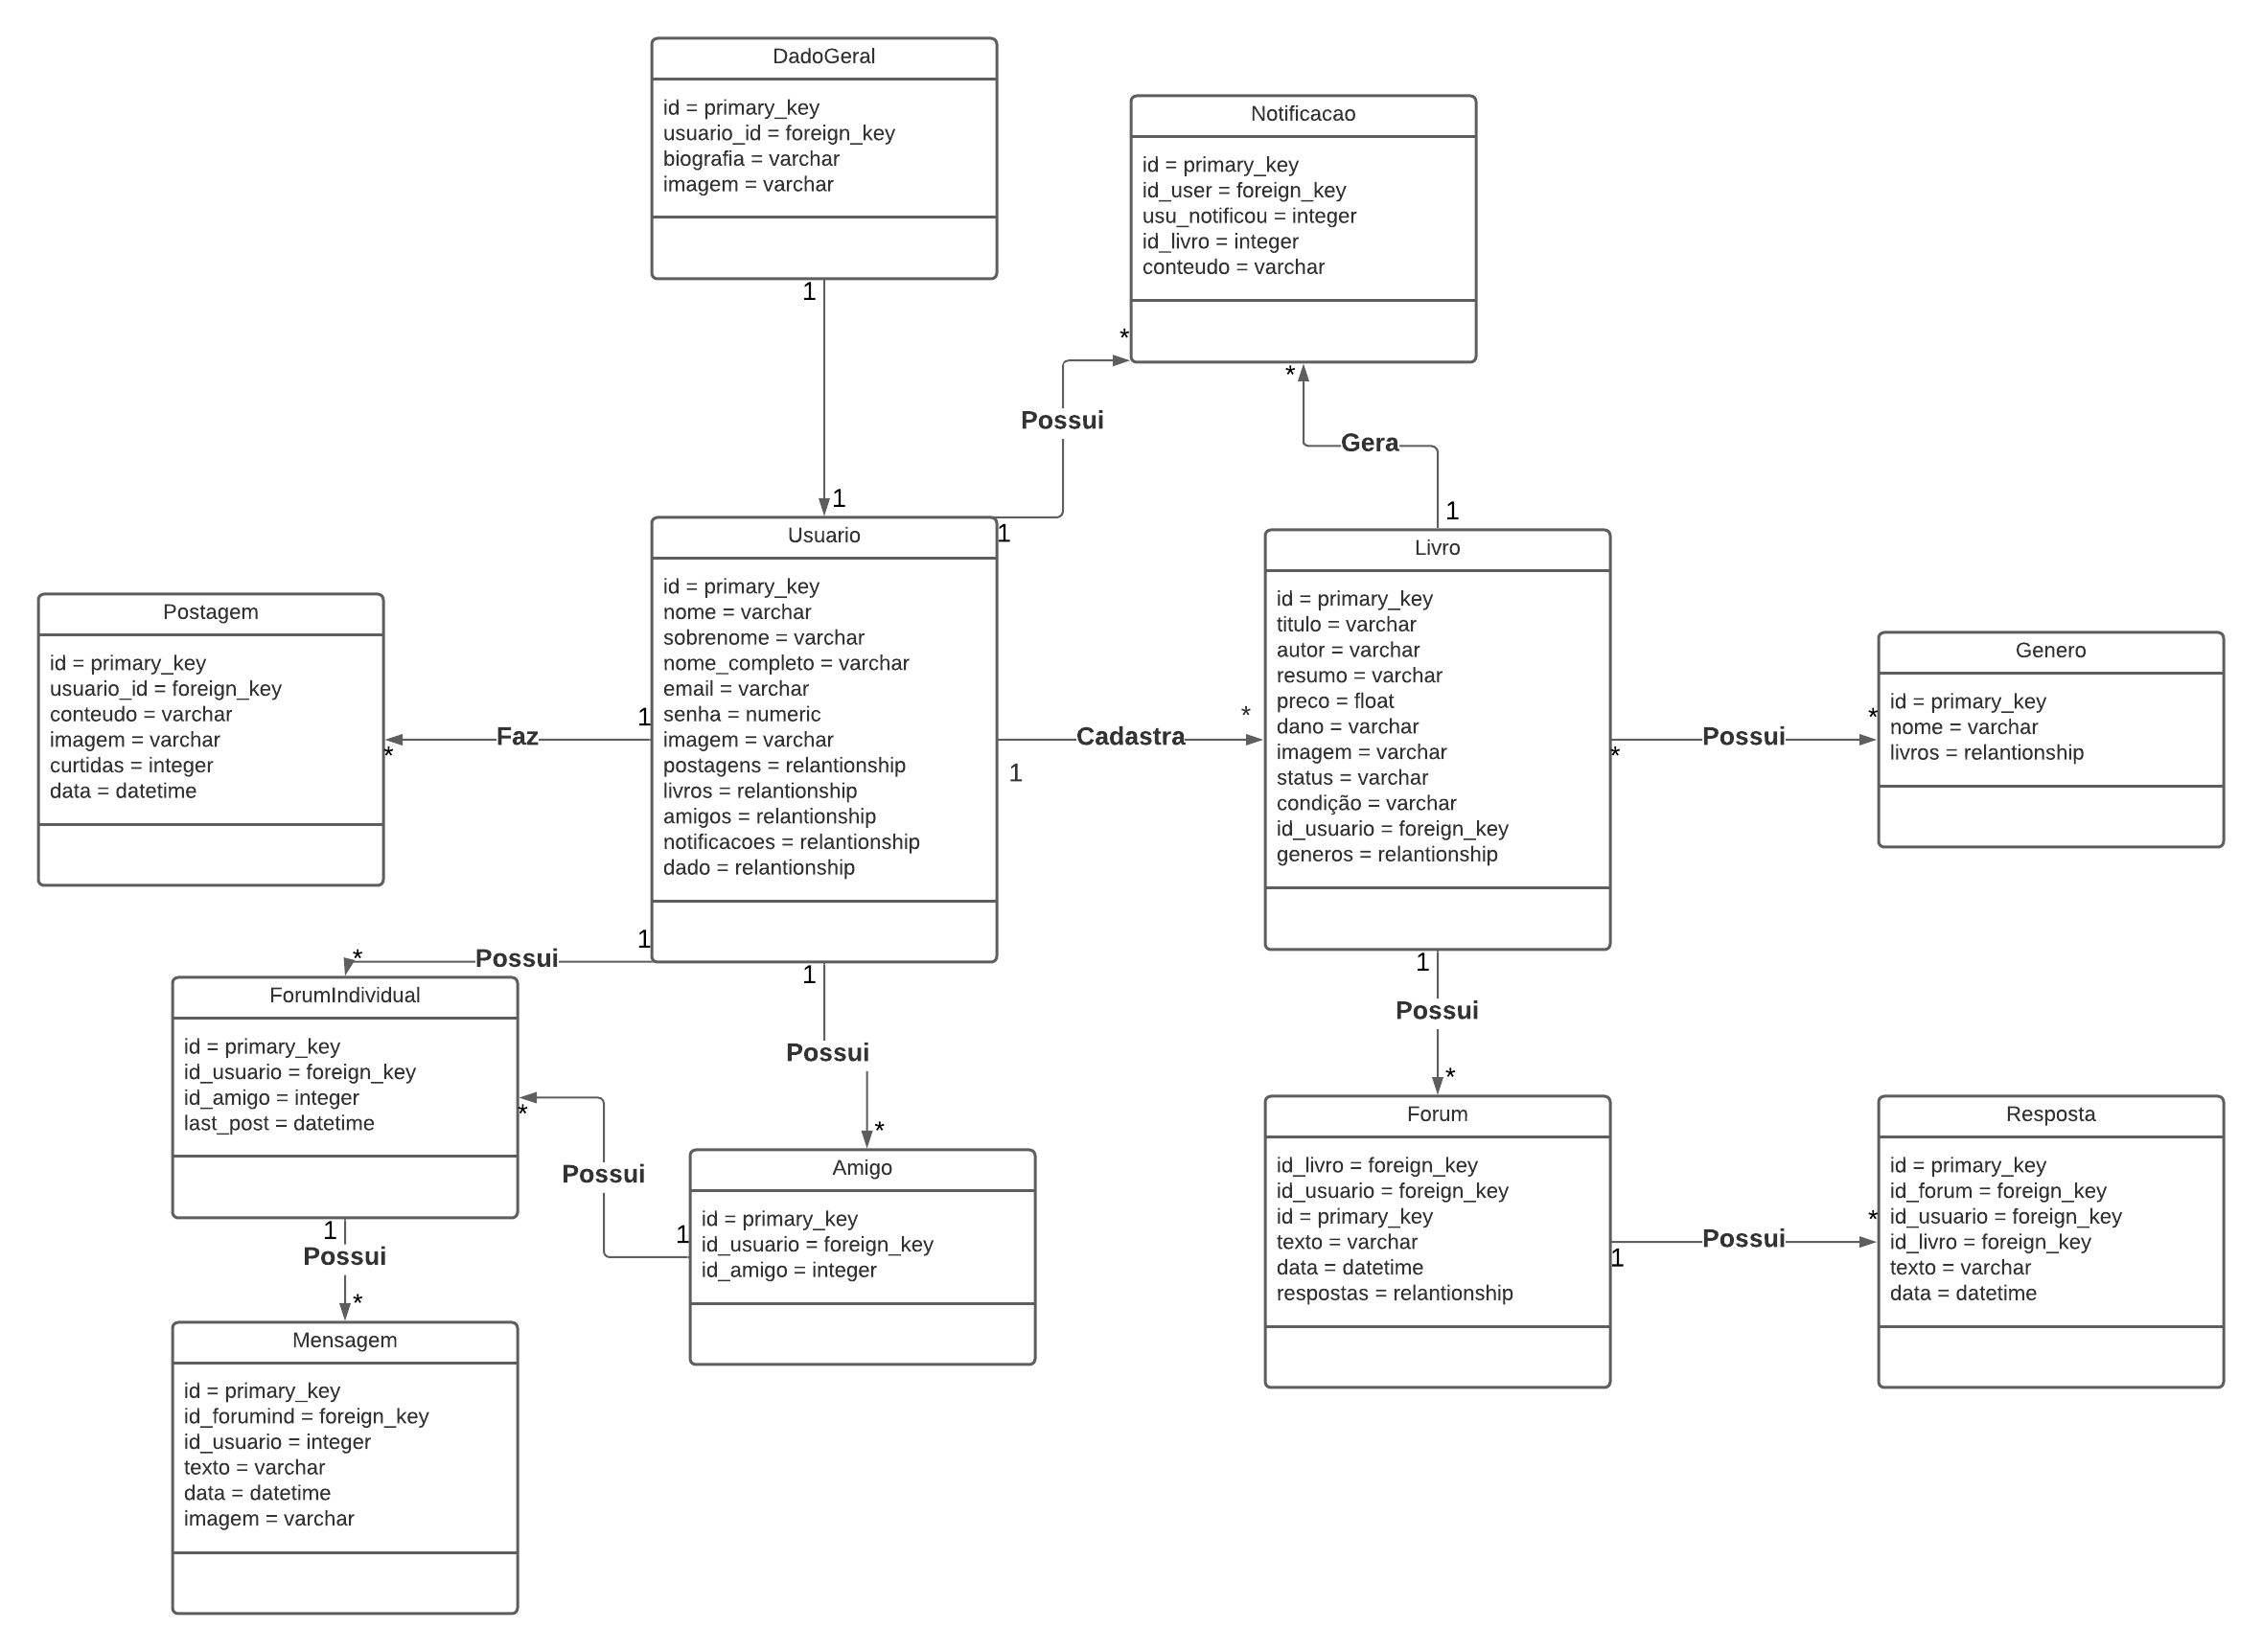 DadoGeral
id = primary_key
usuario_id = foreign_key
biografia = varchar
imagem = varchar
1
1
Notificacao
id = primary_key
id_user = foreign_key
usu_notificou = integer
id_livro = integer
conteudo = varchar
*
Possui
1
*
Gera
1
Usuario
id = primary_key
nome = varchar
sobrenome = varchar
nome_completo = varchar
email = varchar
senha = numeric
imagem = varchar
postagens = relantionship
livros = relantionship
amigos = relantionship
notificacoes = relantionship
dado = relantionship
Livro
id = primary_key
titulo = varchar
autor = varchar
resumo = varchar
preco = float
dano = varchar
imagem = varchar
status = varchar
condição = varchar
id_usuario = foreign_key
generos = relantionship
Postagem
id = primary_key
usuario_id = foreign_key
conteudo = varchar
imagem = varchar
curtidas = integer
data = datetime
1
Faz
*
*
Cadastra
1
*
Possui
*
Genero
id = primary_key
nome = varchar
livros = relantionship
1
Possui
*
1
Possui
*
1
Possui
*
ForumIndividual
id = primary_key
id_usuario = foreign_key
id_amigo = integer
last_post = datetime
*
Possui
1
Amigo
id = primary_key
id_usuario = foreign_key
id_amigo = integer
Forum
id_livro = foreign_key
id_usuario = foreign_key
id = primary_key
texto = varchar
data = datetime
respostas = relantionship
*
Possui
1
Resposta
id = primary_key
id_forum = foreign_key
id_usuario = foreign_key
id_livro = foreign_key
texto = varchar
data = datetime
1
Possui
*
Mensagem
id = primary_key
id_forumind = foreign_key
id_usuario = integer
texto = varchar
data = datetime
imagem = varchar